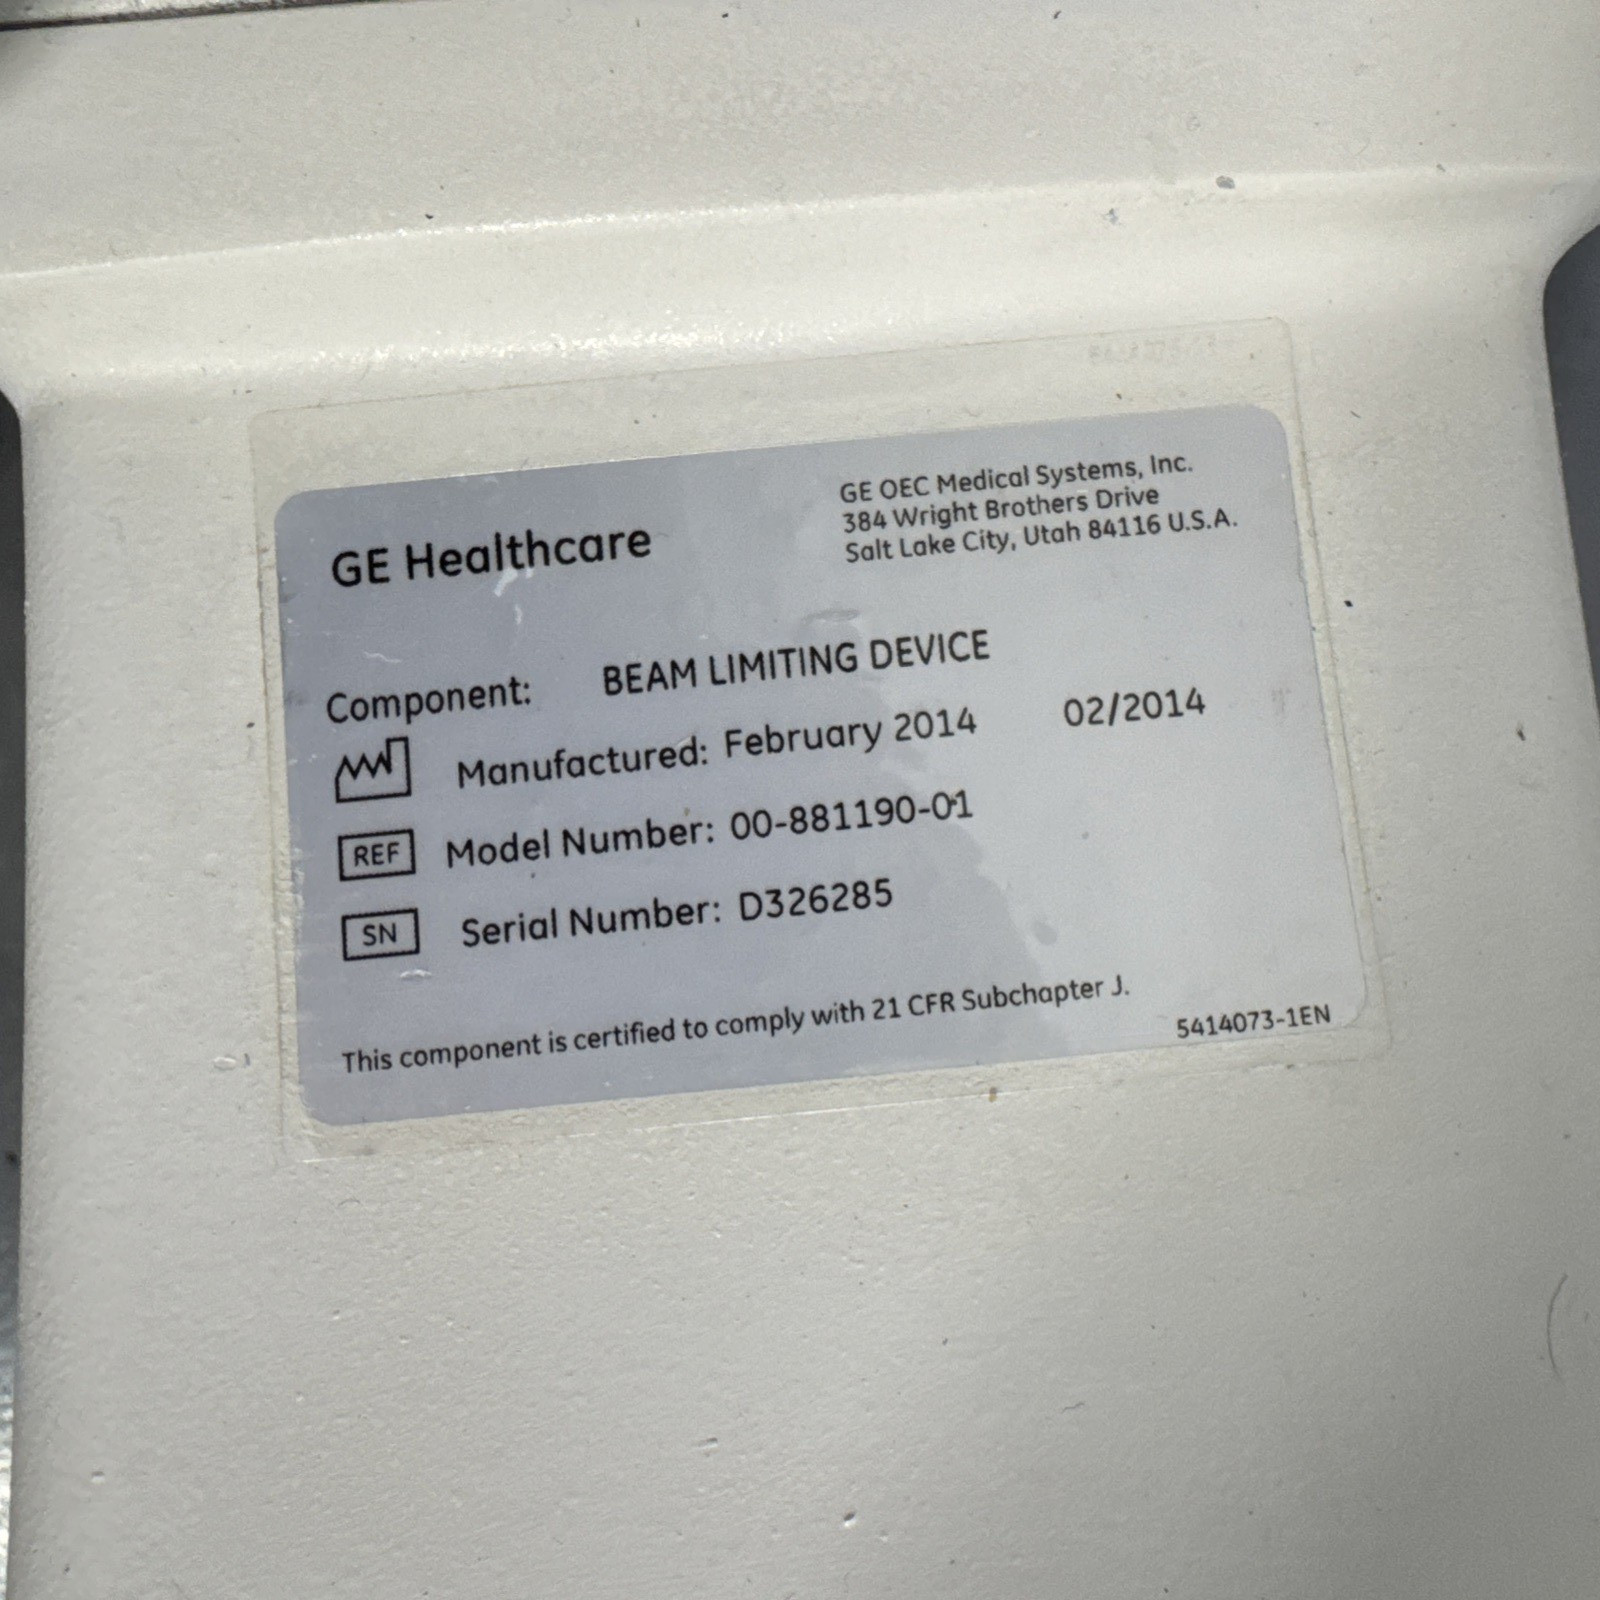 GE Healthcare
GE OEC Medical Systems, Inc.
384 Wright Brothers Drive
Salt Lake City, Utah 84116 U.S.A.
Component: BEAM LIMITING DEVICE
Manufactured: February 2014 02/2014
REF Model Number: 00-881190-01
SN Serial Number: D326285
This component is certified to comply with 21 CFR Subchapter J.
5414073-1EN